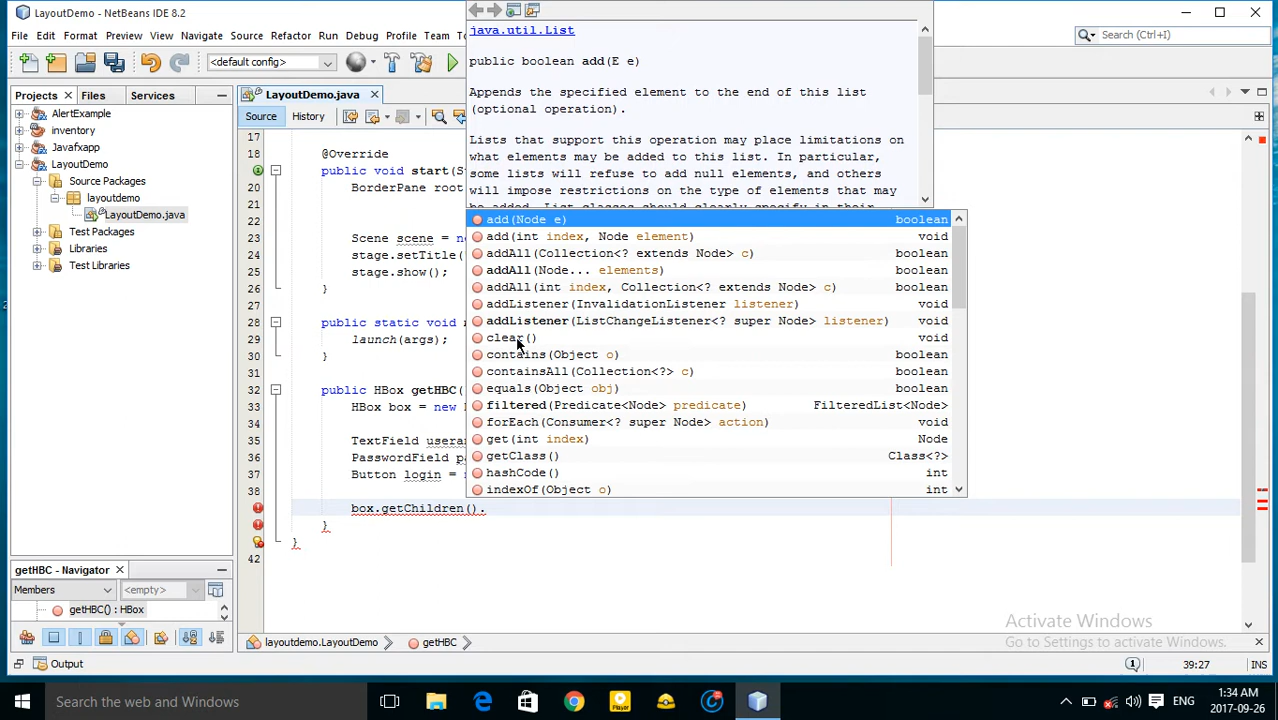 LayoutDemo - NetBeans IDE 8.2
File Edit Format View Navigate Source Refactor Run Debug Profile
Search (Ctrl+I)
<default config>
Projects Files Services
LayoutDemo.java
Source History
AlertExample
inventory
Javafxapp
LayoutDemo
Source Packages
layoutdemo
LayoutDemo.java
Test Packages
Libraries
Test Libraries
java.util.List
public boolean add(E e)
Appends the specified element to the end of this list
(optional operation).
Lists that support this operation may place limitations on
what elements may be added to this list. In particular,
some lists will refuse to add null elements, and others
will impose restrictions on the type of elements that may
be added. List classes should clearly specify in their
17
18 @Override
public void start(S
20 BorderPane root
23 Scene scene = ne
24 stage.setTitle(
25 stage.show();
26 }
28 public static void
29 launch(args);
30 }
32 public HBox getHBC(
33 HBox box = new
35 TextField userna
36 PasswordField pa
37 Button login =
38
box.getChildren().
}
}
42
add(Node e) boolean
add(int index, Node element) void
addAll(Collection<? extends Node> c) boolean
addAll(Node... elements) boolean
addAll(int index, Collection<? extends Node> c) boolean
addListener(InvalidationListener listener) void
addListener(ListChangeListener<? super Node> listener) void
clear() void
contains(Object o) boolean
containsAll(Collection<?> c) boolean
equals(Object obj) boolean
filtered(Predicate<Node> predicate) FilteredList<Node>
forEach(Consumer<? super Node> action) void
get(int index) Node
getClass() Class<?>
hashCode() int
indexOf(Object o) int
getHBC - Navigator
Members <empty>
getHBC() : HBox
layoutdemo.LayoutDemo getHBC
Output
Activate Windows
Go to Settings to activate Windows.
1 39:27 INS
Search the web and Windows
Player
ENG
1:34 AM
2017-09-26